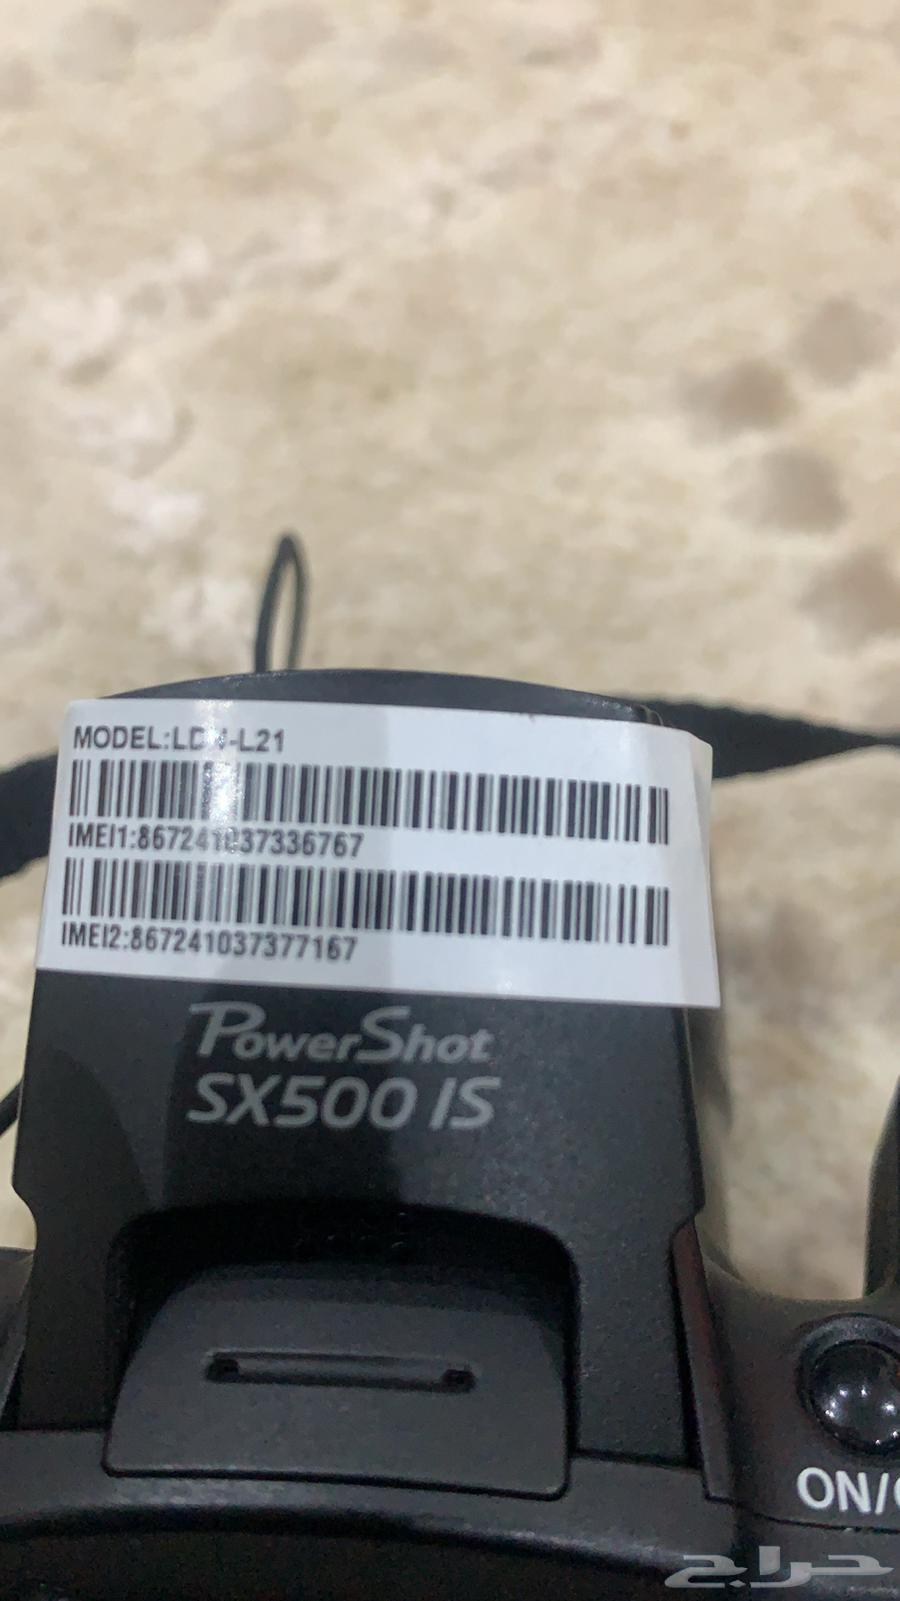 MODEL:LDN-L21
IMEI1:867241037336767
IMEI2:867241037377167
PowerShot
SX500 IS
ON/
حراج